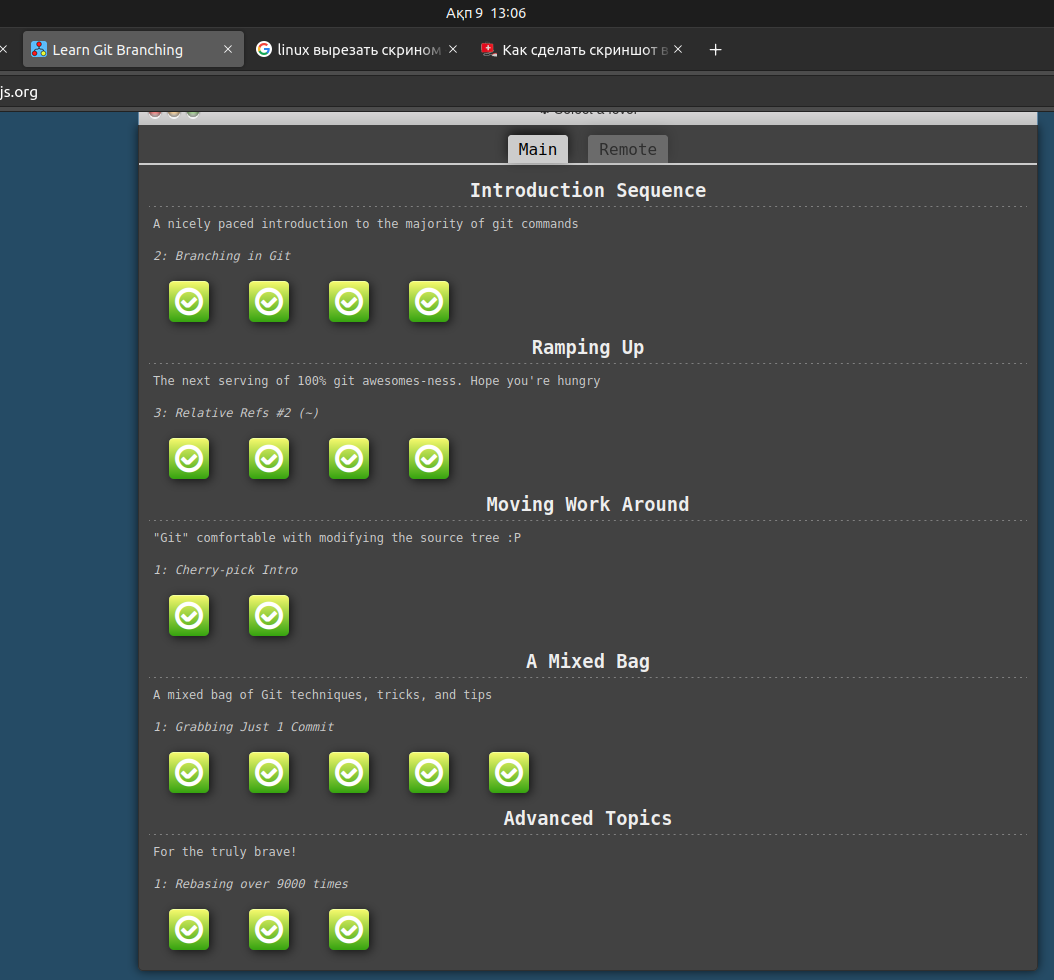 Ақп 9 13:06
Learn Git Branching
linux вырезать скрином
Как сделать скриншот в
js.org
Select a level
Main Remote
Introduction Sequence
A nicely paced introduction to the majority of git commands
2: Branching in Git
Ramping Up
The next serving of 100% git awesomes-ness. Hope you're hungry
3: Relative Refs #2 (~)
Moving Work Around
"Git" comfortable with modifying the source tree :P
1: Cherry-pick Intro
A Mixed Bag
A mixed bag of Git techniques, tricks, and tips
1: Grabbing Just 1 Commit
Advanced Topics
For the truly brave!
1: Rebasing over 9000 times